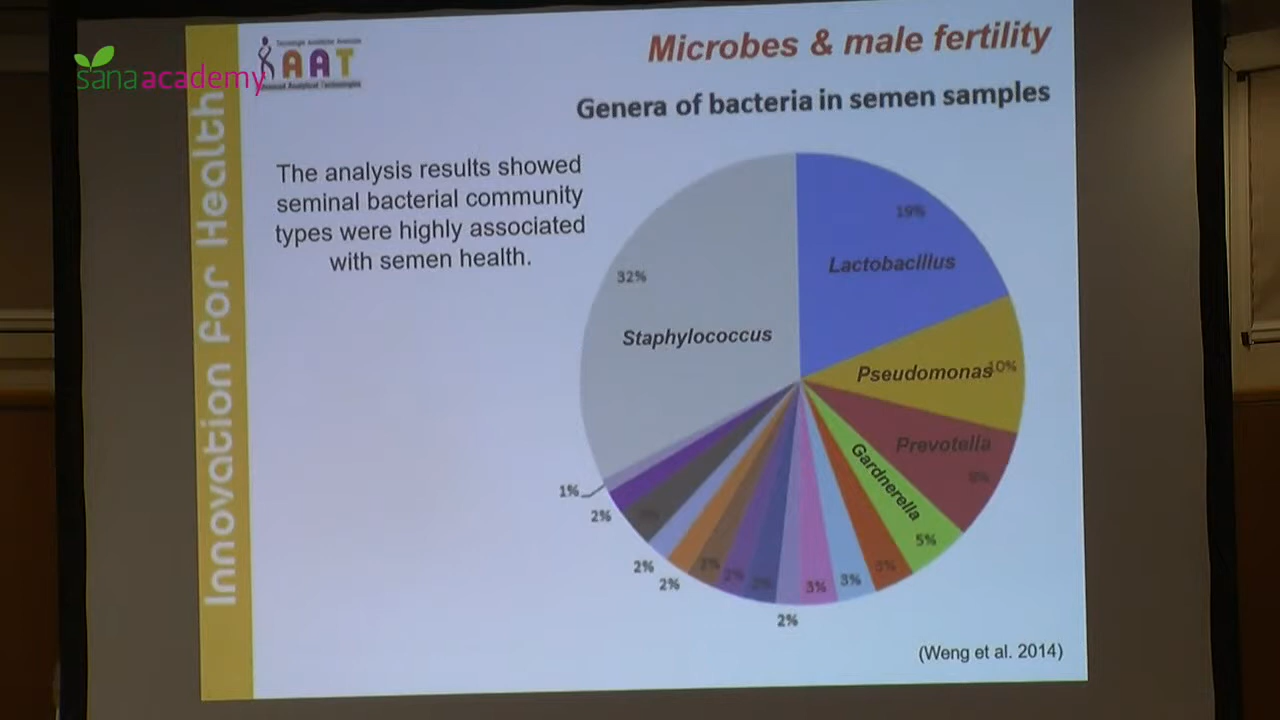 sanaacademy
AAT
Microbes & male fertility
Genera of bacteria in semen samples
Innovation for Health
The analysis results showed
seminal bacterial community
types were highly associated
with semen health.
19%
Lactobacillus
32%
Staphylococcus
Pseudomonas
10%
Prevotella
Gardnerella
5%
3%
3%
2%
2%
2%
2%
1%
(Weng et al. 2014)